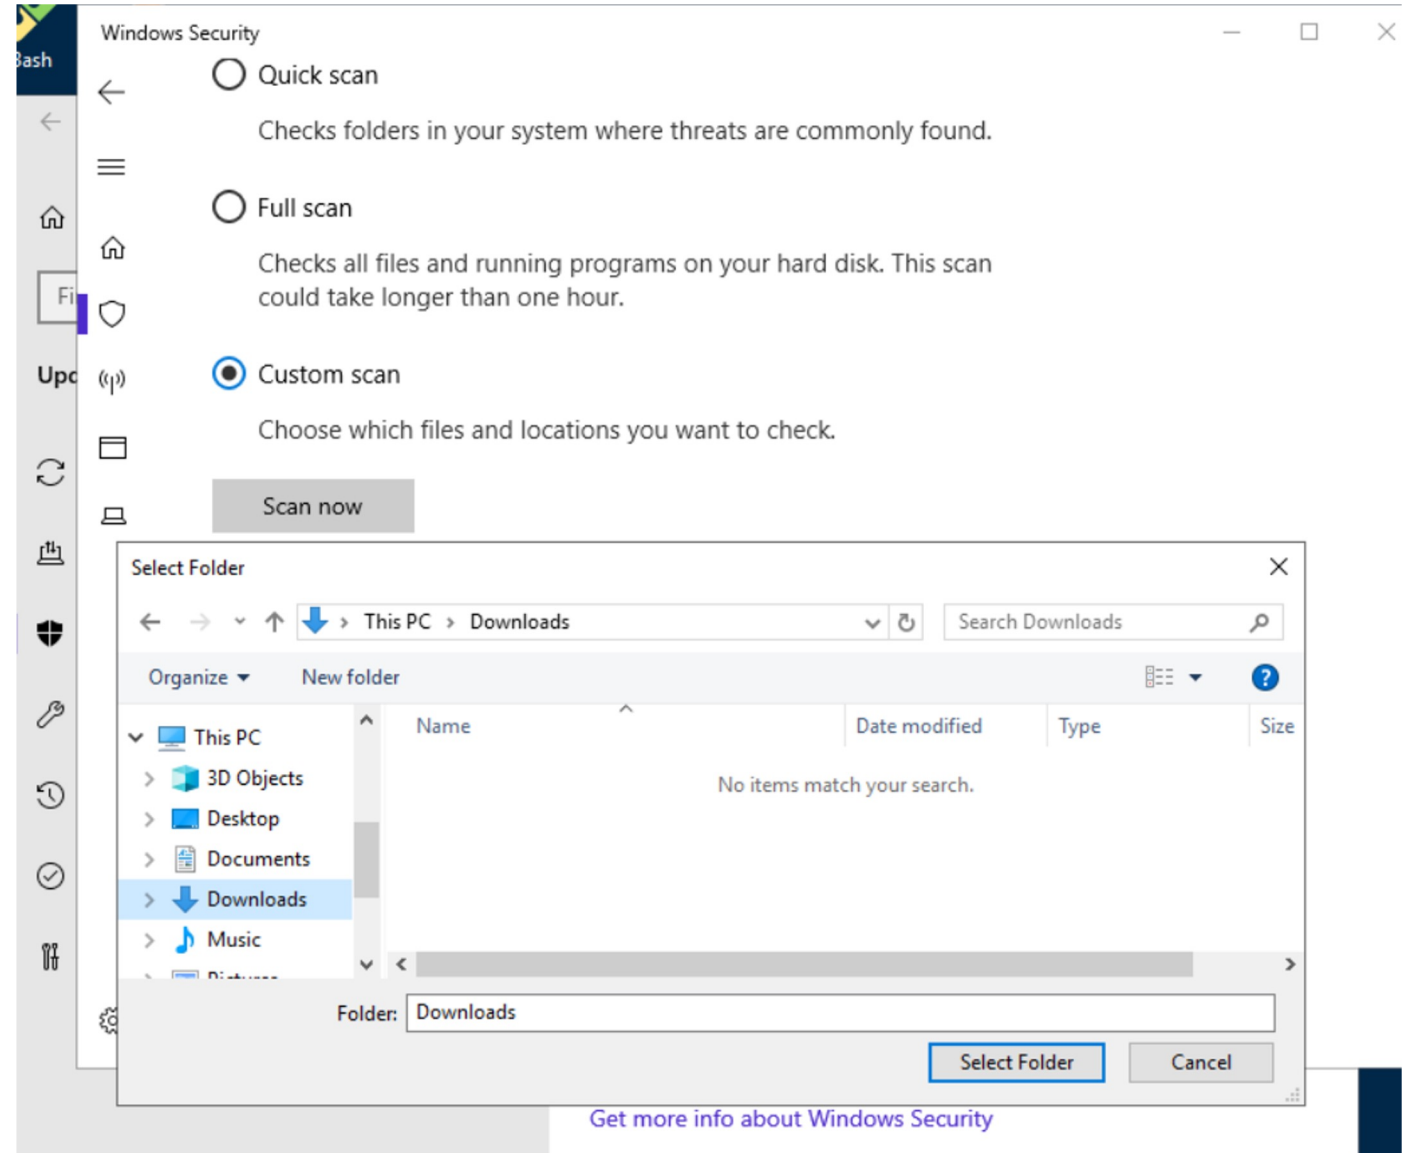 Bash
Windows Security
Quick scan
Checks folders in your system where threats are commonly found.
Full scan
Checks all files and running programs on your hard disk. This scan
could take longer than one hour.
Fi
Upd
Custom scan
Choose which files and locations you want to check.
Scan now
Select Folder
This PC > Downloads
Search Downloads
Organize
New folder
Name
Date modified
Type
Size
This PC
3D Objects
Desktop
Documents
Downloads
Music
Pictures
No items match your search.
Folder: Downloads
Select Folder
Cancel
Get more info about Windows Security